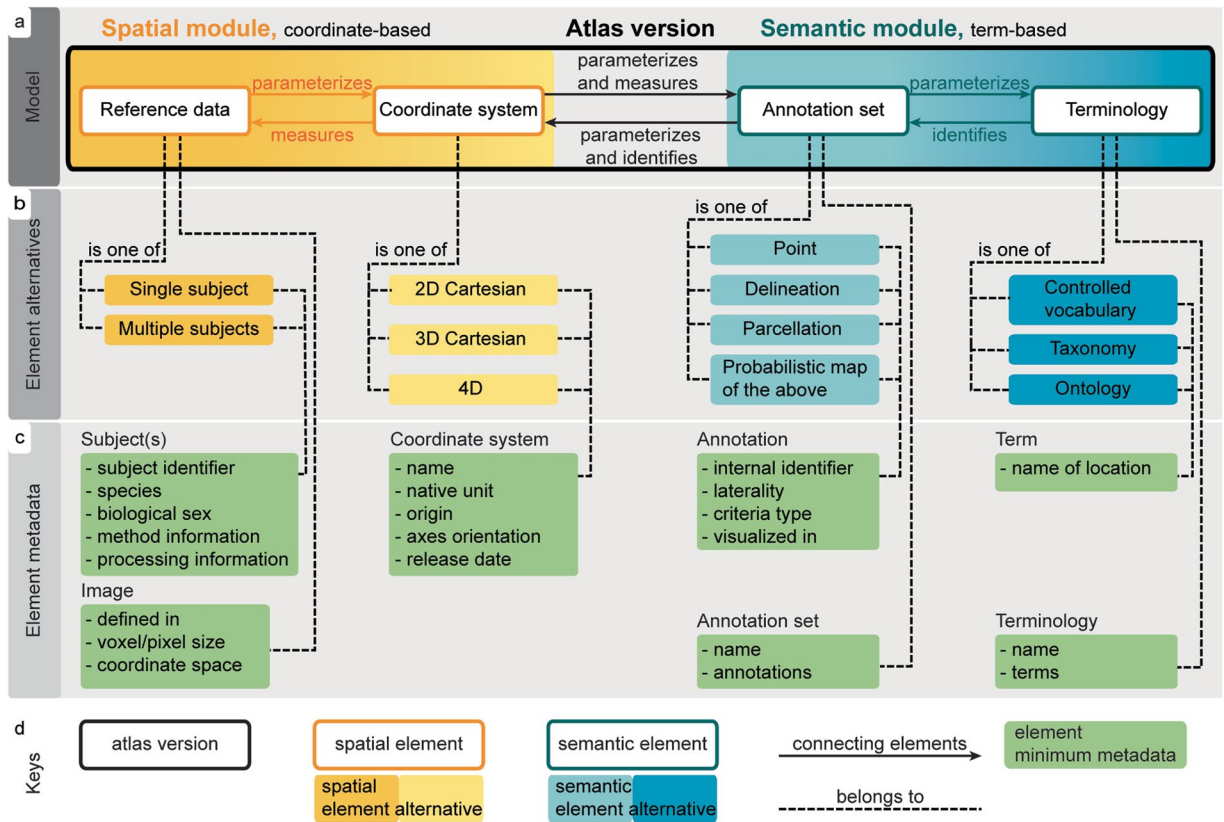 a
Spatial module, coordinate-based
Atlas version
Semantic module, term-based
Model
Reference data
parameterizes
measures
Coordinate system
parameterizes
and measures
parameterizes
and identifies
Annotation set
parameterizes
identifies
Terminology
b
Element alternatives
is one of
Single subject
Multiple subjects
is one of
2D Cartesian
3D Cartesian
4D
is one of
Point
Delineation
Parcellation
Probabilistic map
of the above
is one of
Controlled
vocabulary
Taxonomy
Ontology
c
Element metadata
Subject(s)
- subject identifier
- species
- biological sex
- method information
- processing information
Image
- defined in
- voxel/pixel size
- coordinate space
Coordinate system
- name
- native unit
- origin
- axes orientation
- release date
Annotation
- internal identifier
- laterality
- criteria type
- visualized in
Annotation set
- name
- annotations
Term
- name of location
Terminology
- name
- terms
d
Keys
atlas version
spatial element
spatial
element alternative
semantic element
semantic
element alternative
connecting elements
belongs to
element
minimum metadata